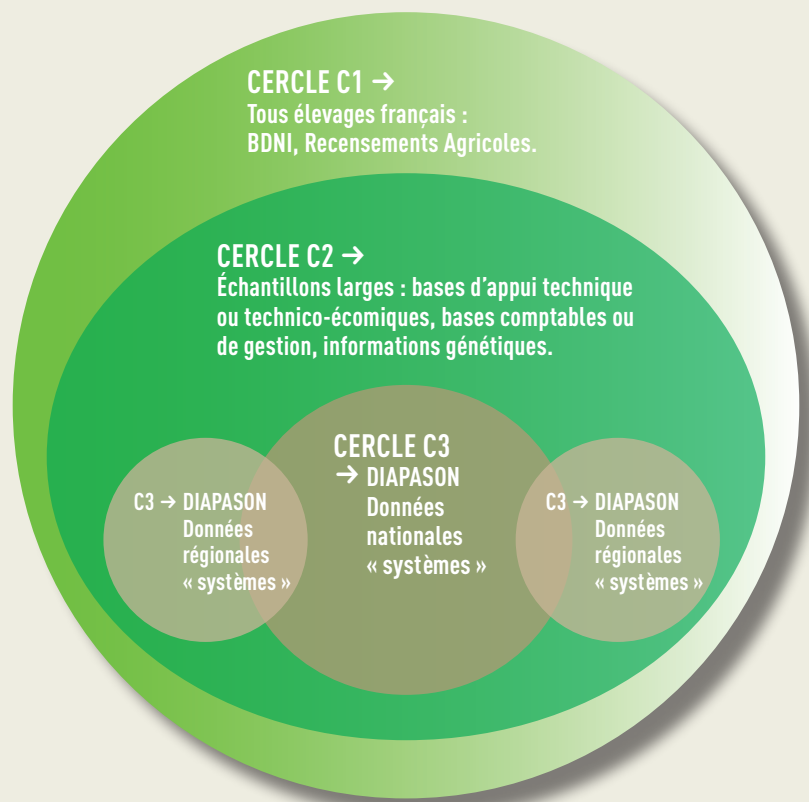 CERCLE C1 →
Tous élevages français :
BDNI, Recensements Agricoles.
CERCLE C2 →
Échantillons larges : bases d’appui technique
ou technico-écomiques, bases comptables ou
de gestion, informations génétiques.
CERCLE C3
→ DIAPASON
Données
nationales
« systèmes »
C3 → DIAPASON
Données
régionales
« systèmes »
C3 → DIAPASON
Données
régionales
« systèmes »